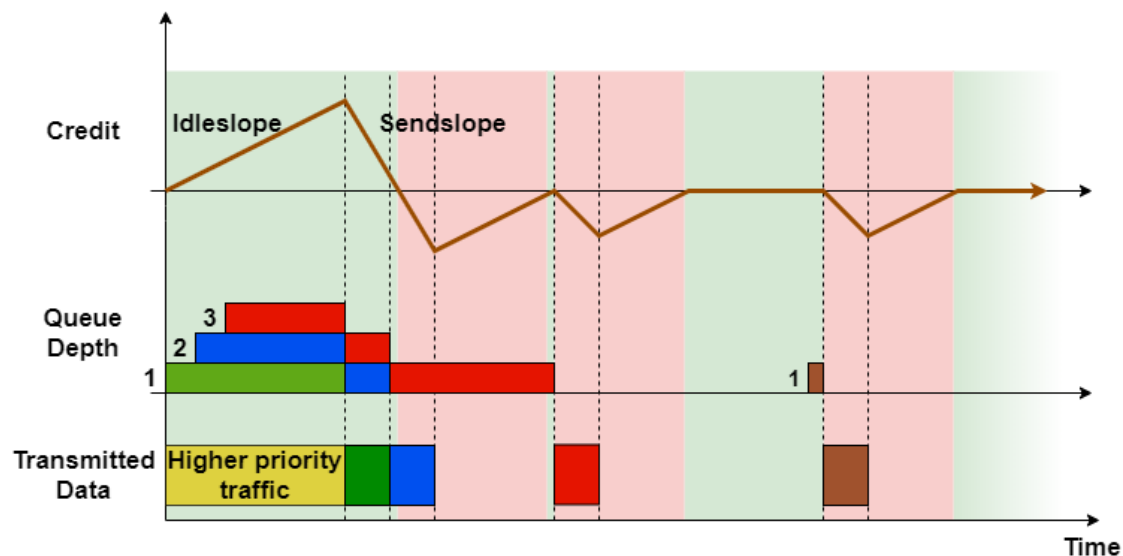 Credit
Idleslope
Sendslope
Queue
Depth
3
2
1
1
Transmitted
Data
Higher priority
traffic
Time